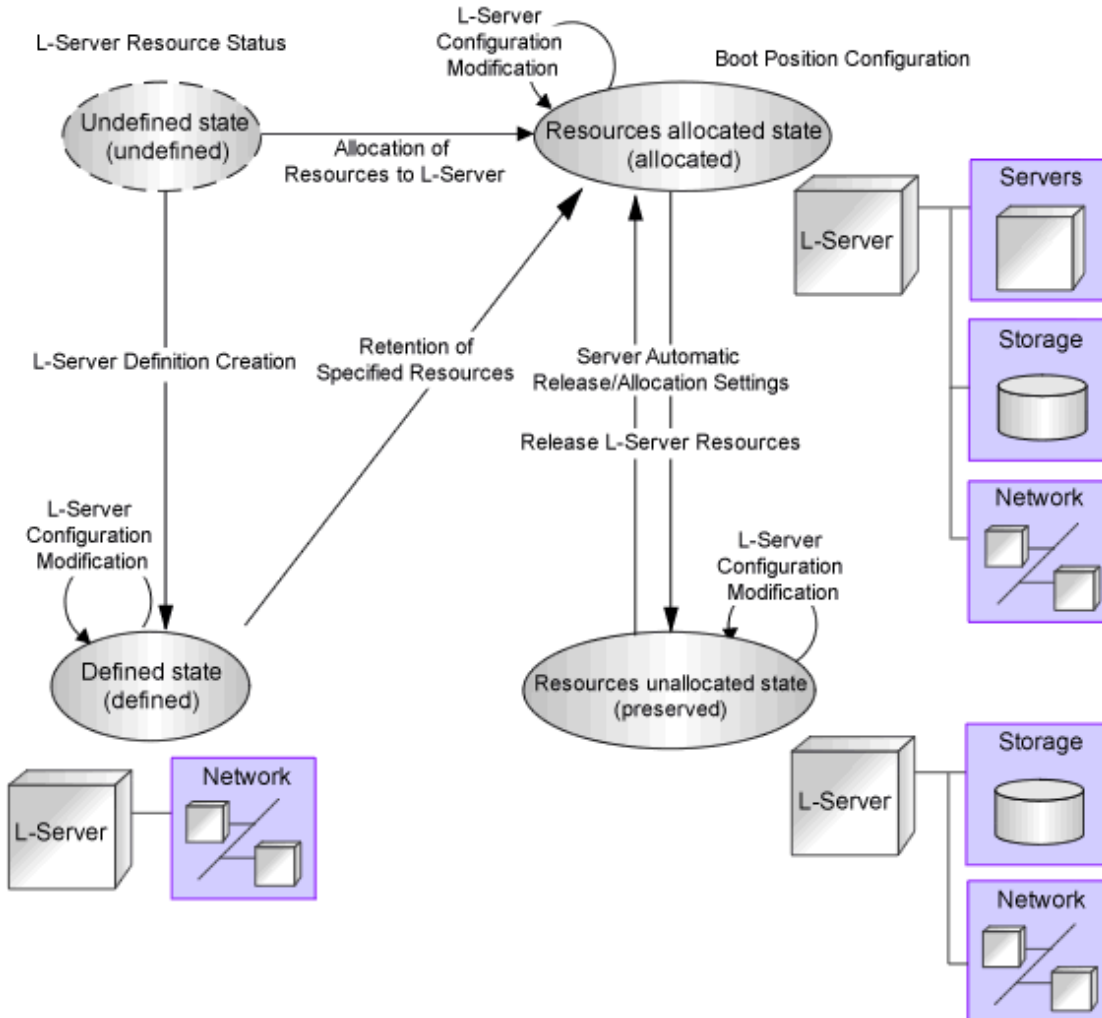 L-Server Resource Status
L-Server
Configuration
Modification
Boot Position Configuration
Undefined state
(undefined)
Allocation of
Resources to L-Server
Resources allocated state
(allocated)
L-Server
Servers
Storage
Network
L-Server Definition Creation
Retention of
Specified Resources
Server Automatic
Release/Allocation Settings
Release L-Server Resources
L-Server
Configuration
Modification
Defined state
(defined)
L-Server
Configuration
Modification
Resources unallocated state
(preserved)
L-Server
Network
L-Server
Storage
Network